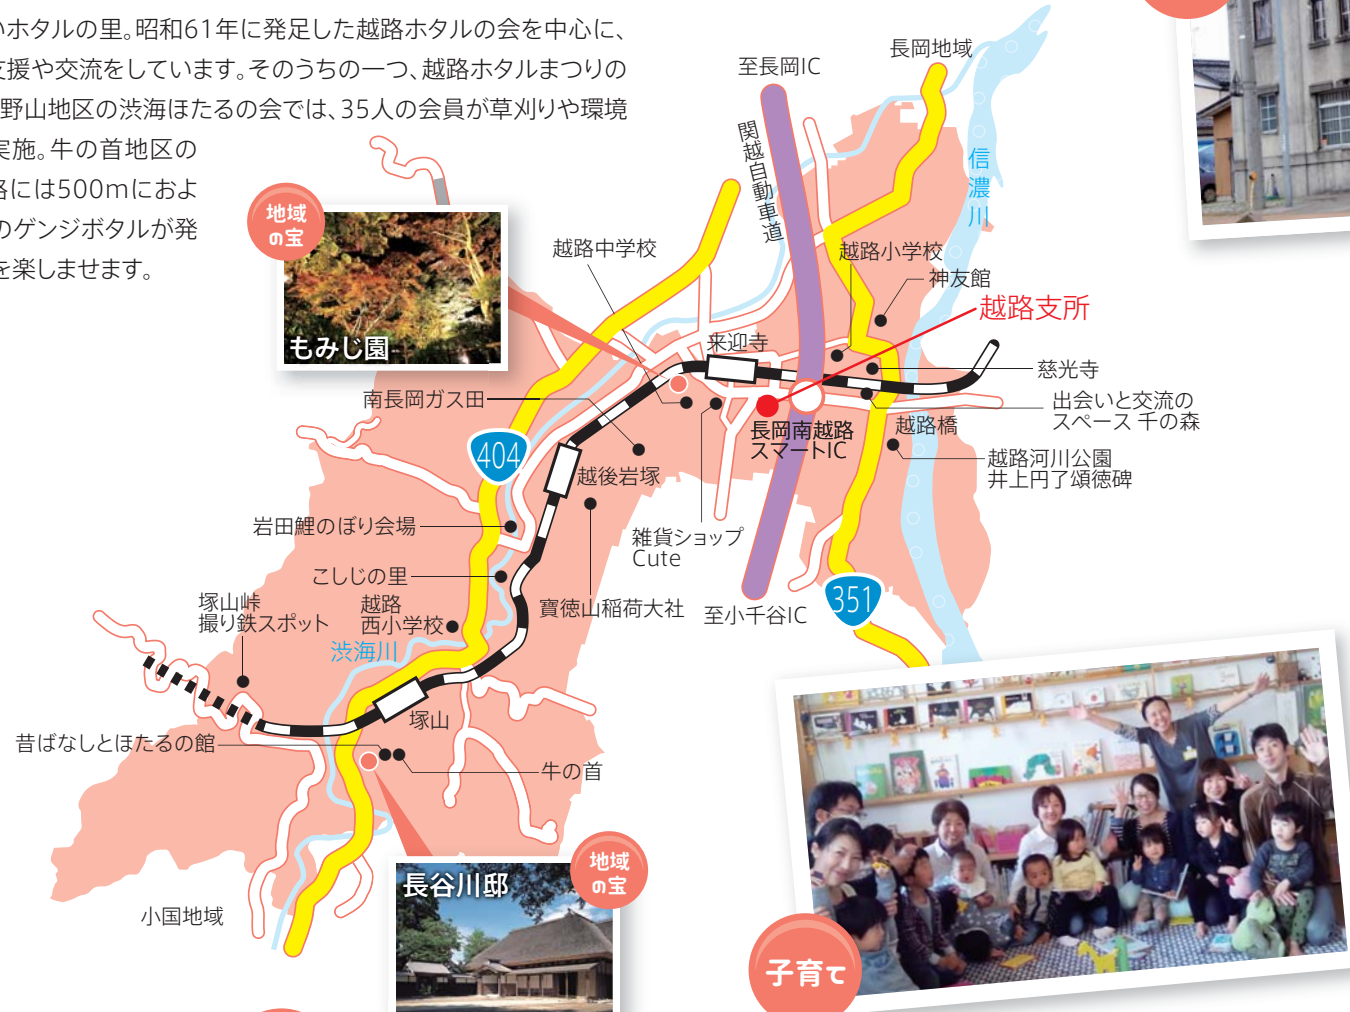 いホタルの里。昭和61年に発足した越路ホタルの会を中心に、
支援や交流をしています。そのうちの一つ、越路ホタルまつりの
野山地区の渋海ほたるの会では、35人の会員が草刈りや環境
実施。牛の首地区の
路には500mにおよ
のゲンジボタルが発
を楽しませます。
長岡地域
至長岡IC
関越自動車道
信濃川
地域
の宝
もみじ園
越路中学校
越路小学校
神友館
越路支所
来迎寺
慈光寺
南長岡ガス田
出会いと交流の
スペース 千の森
越路橋
長岡南越路
スマートIC
404
越後岩塚
越路河川公園
井上円了頌徳碑
岩田鯉のぼり会場
雑貨ショップ
Cute
こしじの里
塚山峠
撮り鉄スポット
越路
西小学校
寶徳山稲荷大社
至小千谷IC
351
渋海川
塚山
昔ばなしとほたるの館
牛の首
地域
の宝
長谷川邸
小国地域
子育て